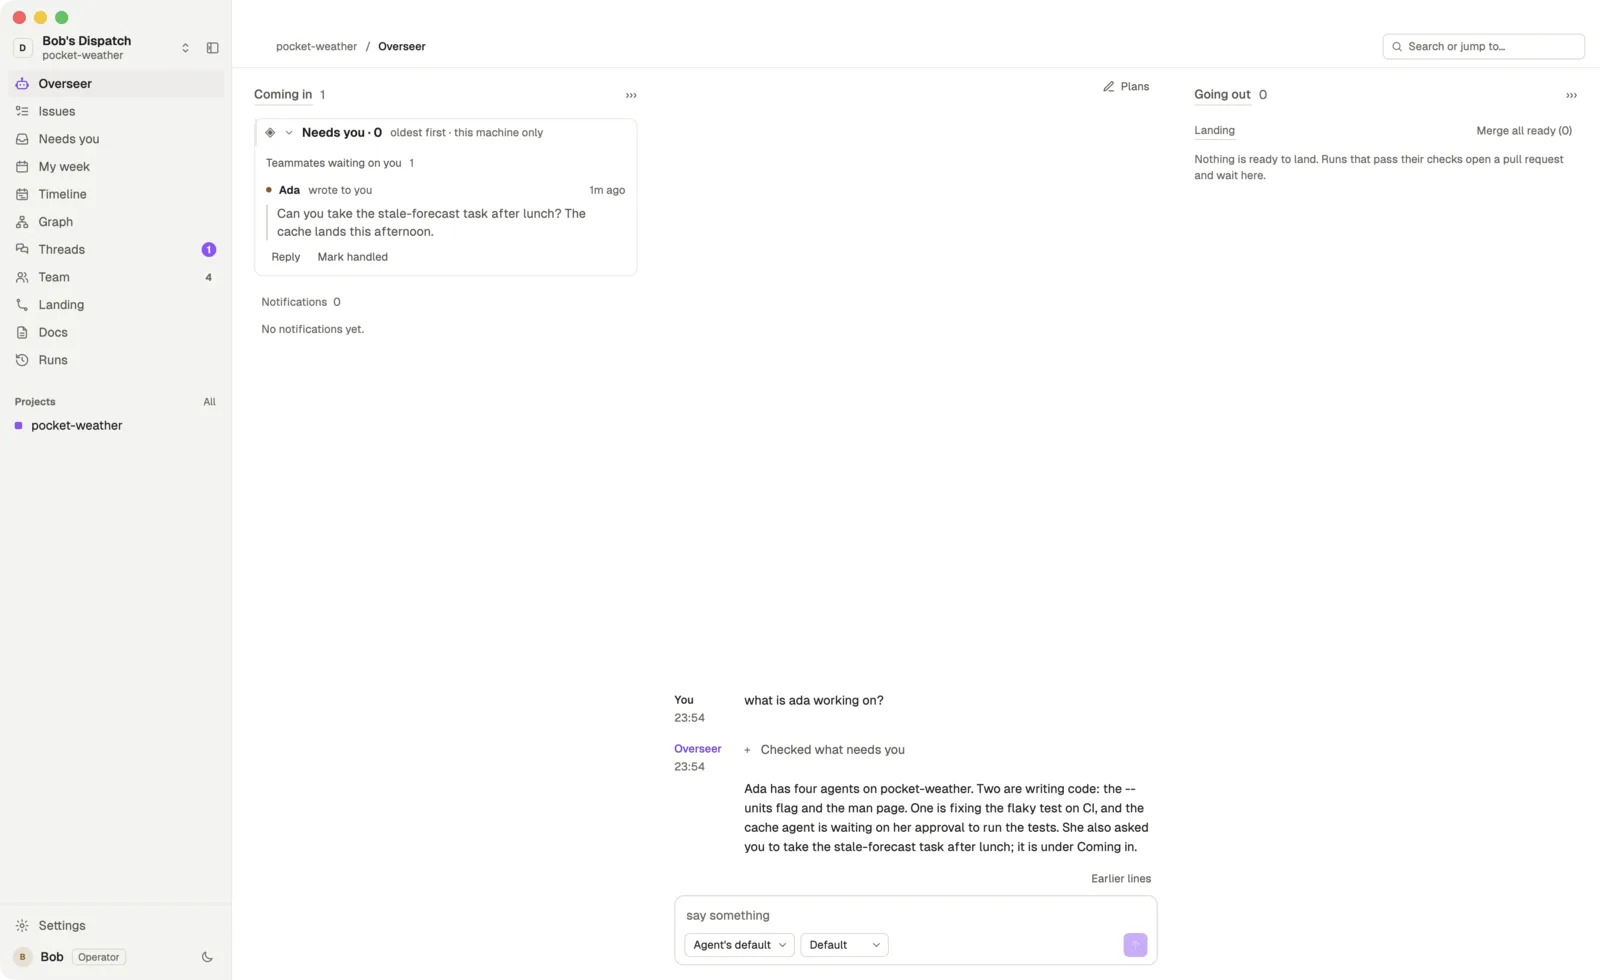 D
Bob's Dispatch
pocket-weather
Overseer
Issues
Needs you
My week
Timeline
Graph
Threads 1
Team 4
Landing
Docs
Runs
Projects All
pocket-weather
Settings
B Bob Operator
pocket-weather / Overseer
Search or jump to…
Coming in 1 ›››
Needs you · 0 oldest first · this machine only
Teammates waiting on you 1
Ada wrote to you 1m ago
Can you take the stale-forecast task after lunch? The
cache lands this afternoon.
Reply Mark handled
Notifications 0
No notifications yet.
Plans
You what is ada working on?
23:54
Overseer + Checked what needs you
23:54
Ada has four agents on pocket-weather. Two are writing code: the --
units flag and the man page. One is fixing the flaky test on CI, and the
cache agent is waiting on her approval to run the tests. She also asked
you to take the stale-forecast task after lunch; it is under Coming in.
Earlier lines
say something
Agent's default Default
Going out 0 ›››
Landing Merge all ready (0)
Nothing is ready to land. Runs that pass their checks open a pull request
and wait here.